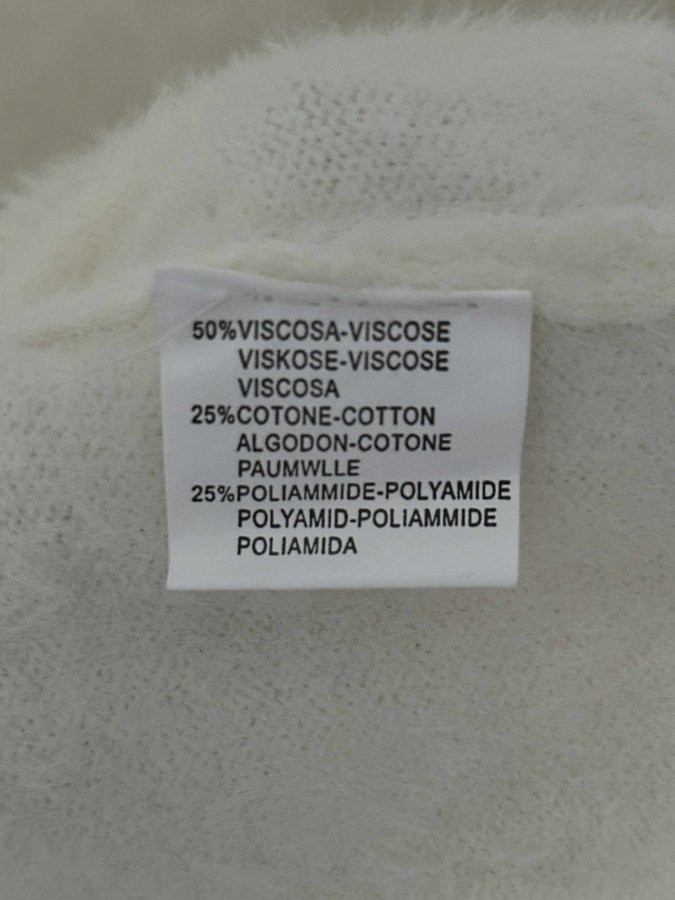 50%VISCOSA-VISCOSE
VISKOSE-VISCOSE
VISCOSA
25%COTONE-COTTON
ALGODON-COTONE
PAUMWLLE
25%POLIAMMIDE-POLYAMIDE
POLYAMID-POLIAMMIDE
POLIAMIDA